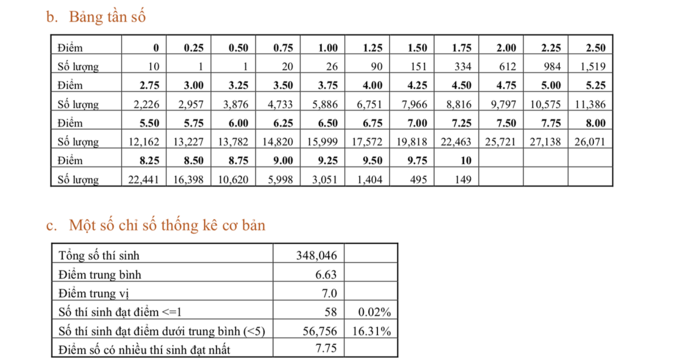 b. Bảng tần số
Điểm 0 0.25 0.50 0.75 1.00 1.25 1.50 1.75 2.00 2.25 2.50
Số lượng 10 1 1 20 26 90 151 334 612 984 1,519
Điểm 2.75 3.00 3.25 3.50 3.75 4.00 4.25 4.50 4.75 5.00 5.25
Số lượng 2,226 2,957 3,876 4,733 5,886 6,751 7,966 8,816 9,797 10,575 11,386
Điểm 5.50 5.75 6.00 6.25 6.50 6.75 7.00 7.25 7.50 7.75 8.00
Số lượng 12,162 13,227 13,782 14,820 15,999 17,572 19,818 22,463 25,721 27,138 26,071
Điểm 8.25 8.50 8.75 9.00 9.25 9.50 9.75 10
Số lượng 22,441 16,398 10,620 5,998 3,051 1,404 495 149
c. Một số chỉ số thống kê cơ bản
Tổng số thí sinh 348,046
Điểm trung bình 6.63
Điểm trung vị 7.0
Số thí sinh đạt điểm <=1 58 0.02%
Số thí sinh đạt điểm dưới trung bình (<5) 56,756 16.31%
Điểm số có nhiều thí sinh đạt nhất 7.75